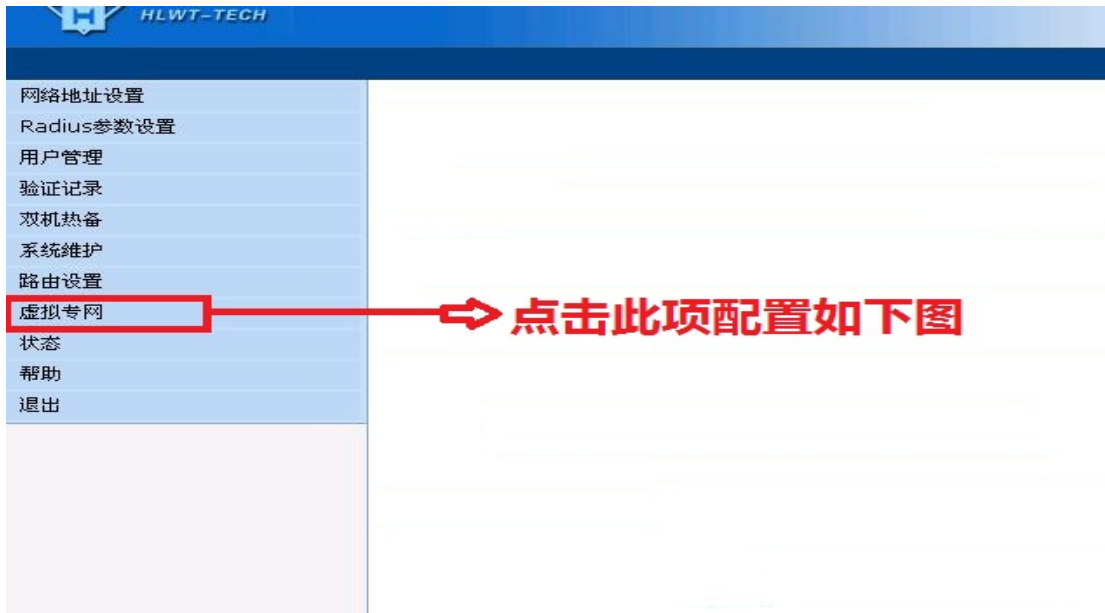 HLWT-TECH
网络地址设置
Radius参数设置
用户管理
验证记录
双机热备
系统维护
路由设置
虚拟专网
点击此项配置如下图
状态
帮助
退出